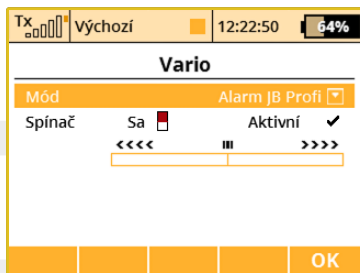 Tx Výchozí 12:22:50 64%
Vario
Mód Alarm JB Profi
Spínač Sa Aktivní ✔
<<<< III >>>>
OK